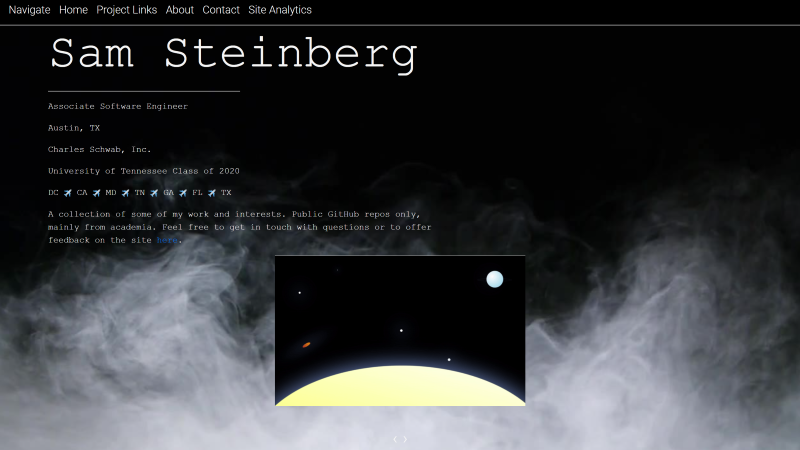 Navigate Home Project Links About Contact Site Analytics
Sam Steinberg
Associate Software Engineer
Austin, TX
Charles Schwab, Inc.
University of Tennessee Class of 2020
DC ✈ CA ✈ MD ✈ TN ✈ GA ✈ FL ✈ TX
A collection of some of my work and interests. Public GitHub repos only,
mainly from academia. Feel free to get in touch with questions or to offer
feedback on the site here.